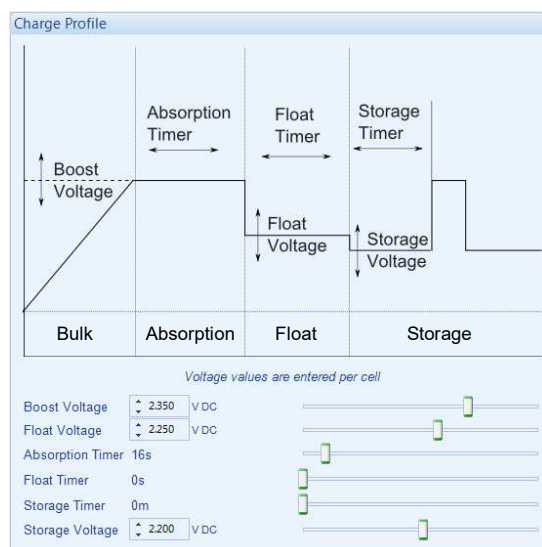 Charge Profile
Absorption
Timer
Float
Timer
Storage
Timer
Boost
Voltage
Float
Voltage
Storage
Voltage
Bulk
Absorption
Float
Storage
Voltage values are entered per cell
Boost Voltage 2.350 V DC
Float Voltage 2.250 V DC
Absorption Timer 16s
Float Timer 0s
Storage Timer 0m
Storage Voltage 2.200 V DC